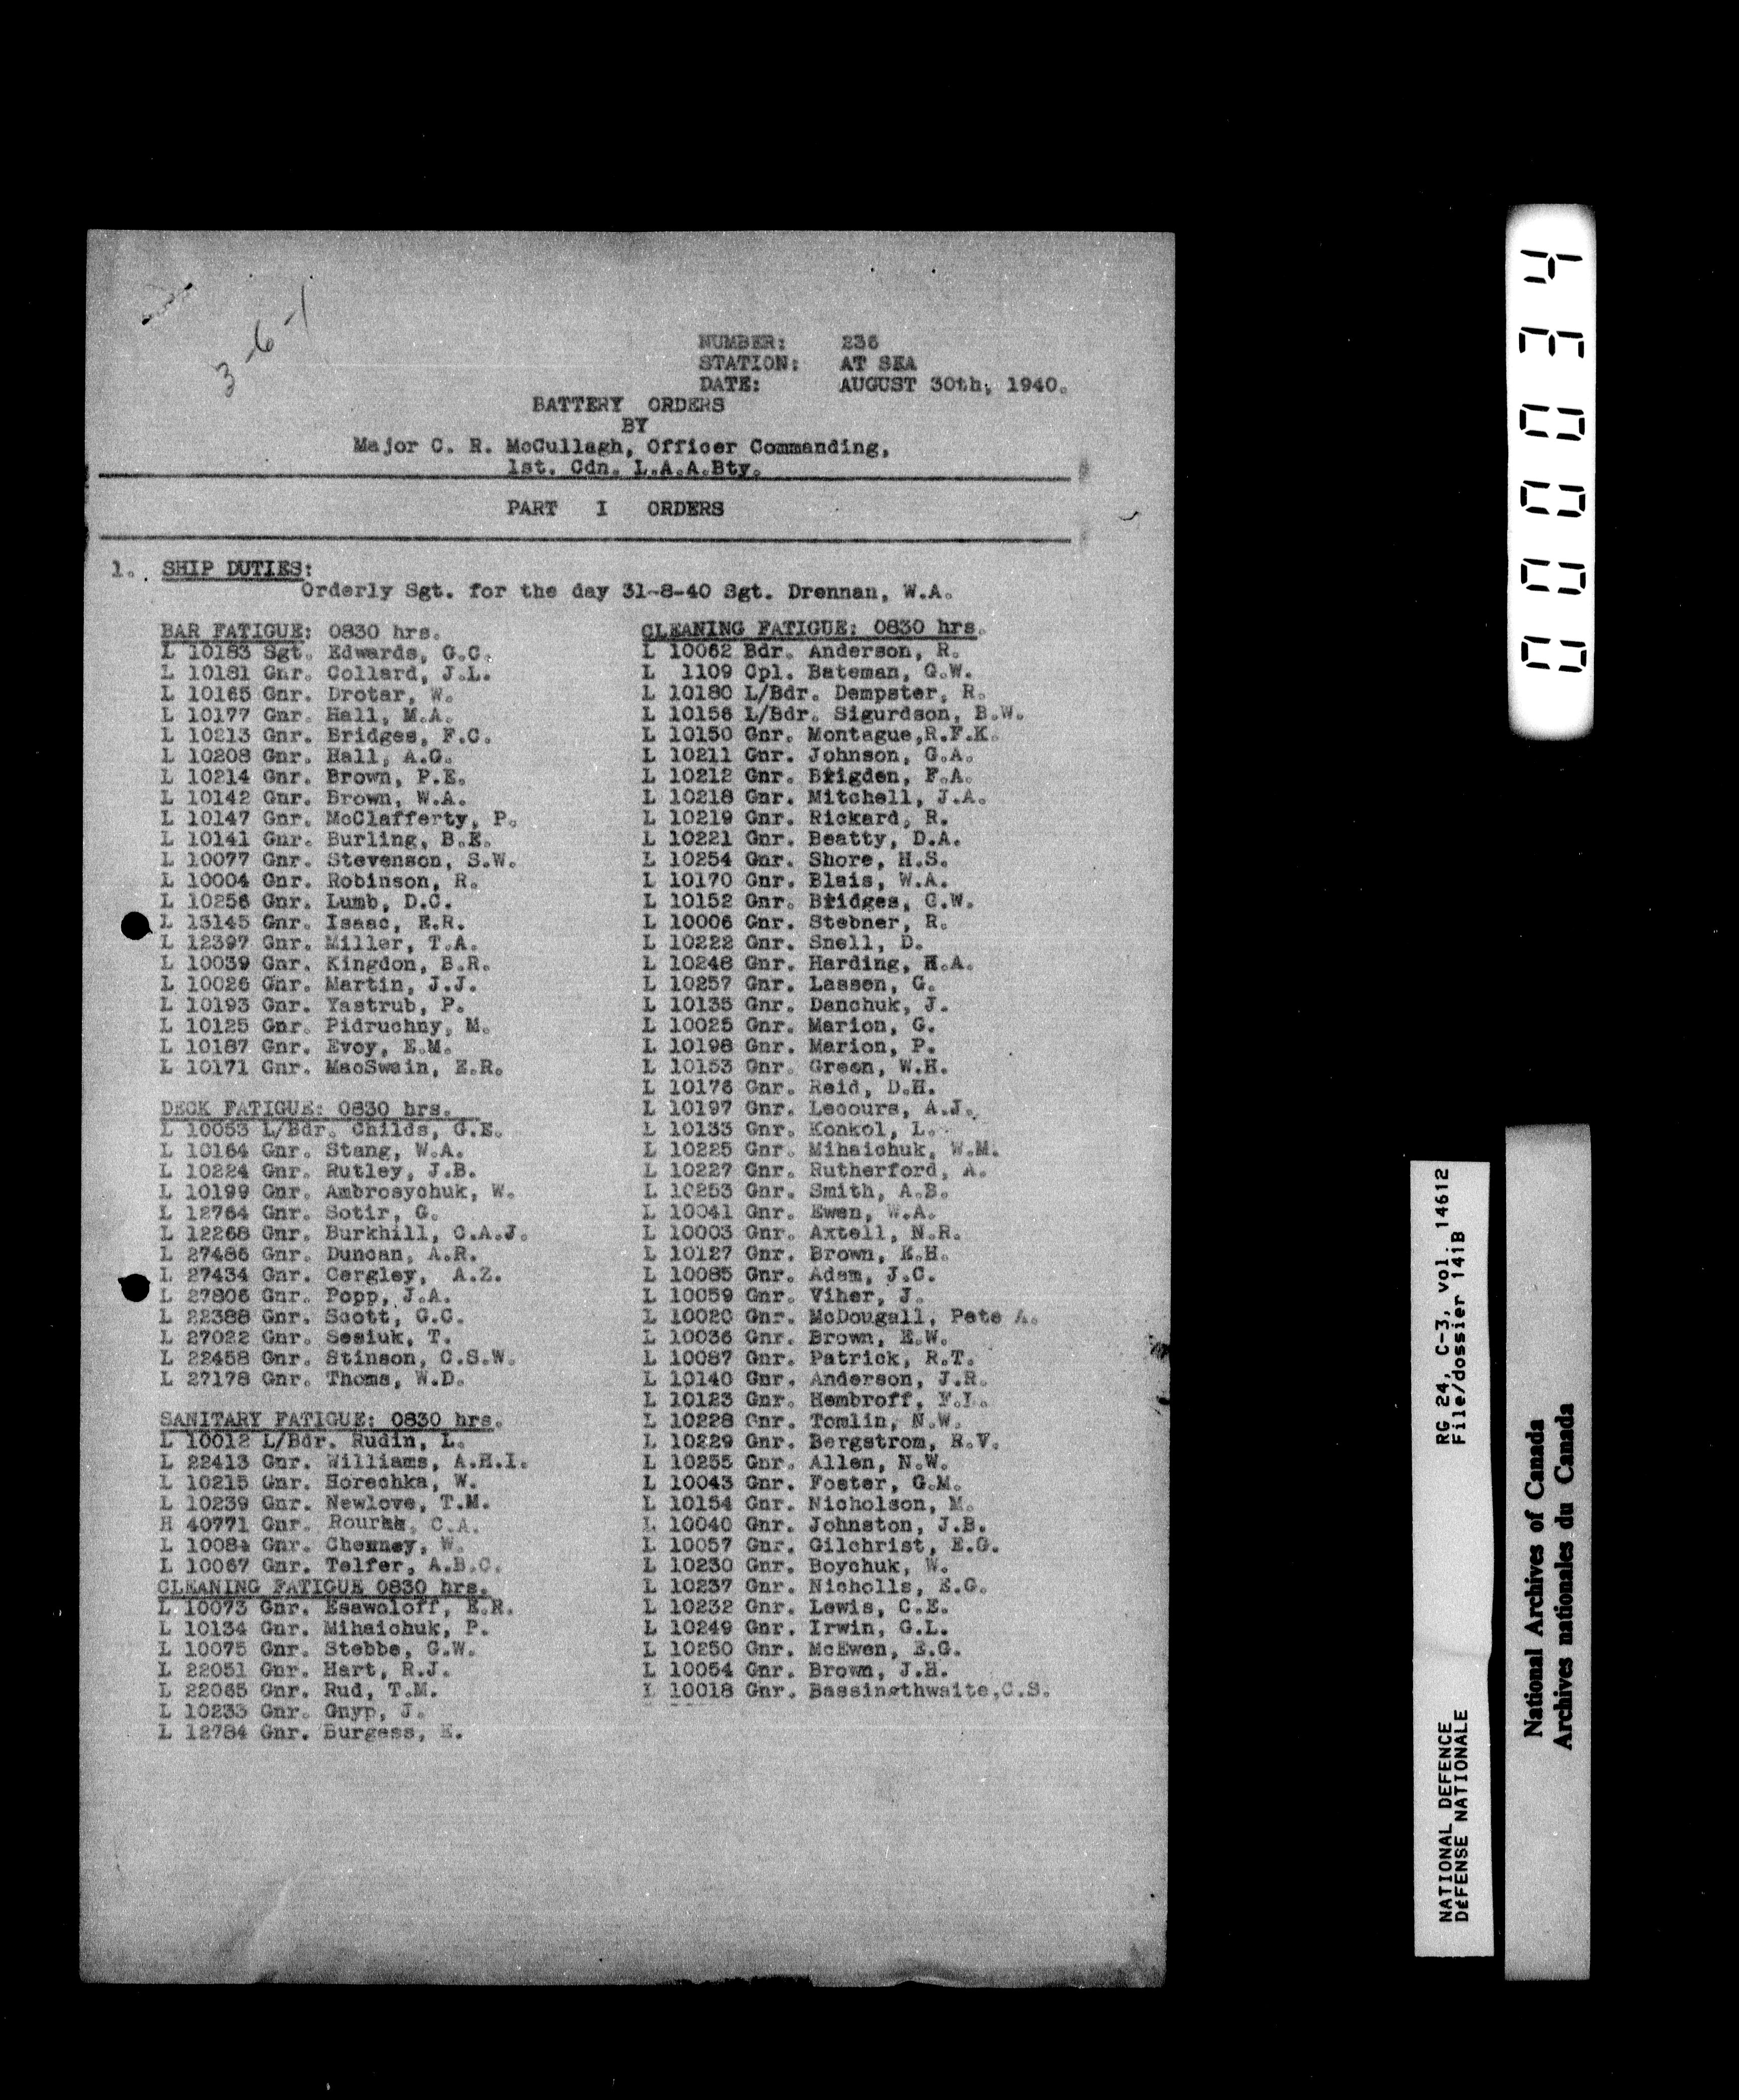 3-6-1
NUMBER: 236
STATION: AT SEA
DATE: AUGUST 30th, 1940.
BATTERY ORDERS
BY
Major C. R. McCullagh, Officer Commanding,
1st. Cdn. L.A.A.Bty.
PART I ORDERS
1. SHIP DUTIES:
Orderly Sgt. for the day 31-8-40 Sgt. Drennan, W.A.
BAR FATIGUE: 0830 hrs.
L 10183 Sgt. Edwards, G.C.
L 10181 Gnr. Collard, J.L.
L 10165 Gnr. Drotar, W.
L 10177 Gnr. Hall, M.A.
L 10213 Gnr. Bridges, F.C.
L 10208 Gnr. Hall, A.G.
L 10214 Gnr. Brown, P.E.
L 10142 Gnr. Brown, W.A.
L 10147 Gnr. McClafferty, P.
L 10141 Gnr. Burling, B.E.
L 10077 Gnr. Stevenson, S.W.
L 10004 Gnr. Robinson, R.
L 10256 Gnr. Lumb, D.C.
L 13145 Gnr. Isaac, E.R.
L 12397 Gnr. Miller, T.A.
L 10039 Gnr. Kingdon, B.R.
L 10026 Gnr. Martin, J.J.
L 10193 Gnr. Yastrub, P.
L 10125 Gnr. Pidruchny, M.
L 10187 Gnr. Evoy, E.M.
L 10171 Gnr. MacSwain, E.R.
DECK FATIGUE: 0830 hrs.
L 10053 L/Bdr. Childs, G.E.
L 10164 Gnr. Stang, W.A.
L 10224 Gnr. Rutley, J.B.
L 10199 Gnr. Ambrosychuk, W.
L 12764 Gnr. Sotir, G.
L 12268 Gnr. Burkhill, C.A.J.
L 27486 Gnr. Duncan, A.R.
L 27434 Gnr. Cergley, A.Z.
L 27806 Gnr. Popp, J.A.
L 22388 Gnr. Scott, G.C.
L 27022 Gnr. Sesiuk, T.
L 22458 Gnr. Stinson, C.S.W.
L 27178 Gnr. Thoms, W.D.
SANITARY FATIGUE: 0830 hrs.
L 10012 L/Bdr. Rudin, L.
L 22413 Gnr. Williams, A.H.I.
L 10215 Gnr. Horechka, W.
L 10239 Gnr. Newlove, T.M.
H 40771 Gnr. C.A.
L Gnr. W.
L 10067 Gnr. Telfer, A.B.C.
CLEANING FATIGUE 0830 hrs.
L 10073 Gnr. Esawoloff, E.R.
L 10134 Gnr. Mihaichuk, P.
L 10075 Gnr. Stebbe, G.W.
L 22051 Gnr. Hart, R.J.
L 22065 Gnr. Rud, T.M.
L 10233 Gnr. Gnyp, J.
L 12784 Gnr. Burgess, E.
CLEANING FATIGUE: 0830 hrs.
L 10062 Bdr. Anderson, R.
L 1109 Cpl. Bateman, G.W.
L 10180 L/Bdr. Dempster, R.
L 10156 L/Bdr. Sigurdson, B.W.
L 10150 Gnr. Montague,R.F.K.
L 10211 Gnr. Johnson, G.A.
L 10212 Gnr. Brigden, F.A.
L 10218 Gnr. Mitchell, J.A.
L 10219 Gnr. Rickard, R.
L 10221 Gnr. Beatty, D.A.
L 10254 Gnr. Shore, H.S.
L 10170 Gnr. Blais, W.A.
L 10152 Gnr. Bridges, G.W.
L 10006 Gnr. Stebner, R.
L 10222 Gnr. Snell, D.
L 10248 Gnr. Harding, H.A.
L 10257 Gnr. Lassen, G.
L 10135 Gnr. Danchuk, J.
L 10025 Gnr. Marion, G.
L 10198 Gnr. Marion, P.
L 10153 Gnr. Green, W.H.
L 10176 Gnr. Reid, D.H.
L 10197 Gnr. Lecours, A.J.
L 10133 Gnr. Konkol, L.
L 10225 Gnr. Mihaichuk, W.M.
L 10227 Gnr. Rutherford, A.
L 10253 Gnr. Smith, A.B.
L 10041 Gnr. Ewen, W.A.
L 10003 Gnr. Axtell, N.R.
L 10127 Gnr. Brown, E.H.
L 10085 Gnr. Adam, J.C.
L 10059 Gnr. Viher, J.
L 10020 Gnr. McDougall, Pete A.
L 10036 Gnr. Brown, E.W.
L 10087 Gnr. Patrick, R.T.
L 10140 Gnr. Anderson, J.R.
L 10123 Gnr. Hembroff, F.L.
L 10228 Gnr. Tomlin, N.W.
L 10229 Gnr. Bergstrom, R.V.
L 10255 Gnr. Allen, N.W.
L 10043 Gnr. Foster, G.M.
L 10154 Gnr. Nicholson, M.
L 10040 Gnr. Johnston, J.B.
L 10057 Gnr. Gilchrist, E.G.
L 10230 Gnr. Boychuk, W.
L 10237 Gnr. Nicholls, E.G.
L 10232 Gnr. Lewis, C.E.
L 10249 Gnr. Irwin, G.L.
L 10250 Gnr. McEwen, E.G.
L 10054 Gnr. Brown, J.H.
L 10018 Gnr. Bassingthwaite,C.S.
000034
RG 24, C-3, vol. 14612
File/dossier 141B
NATIONAL DEFENCE
DÉFENSE NATIONALE
National Archives of Canada
Archives nationales du Canada